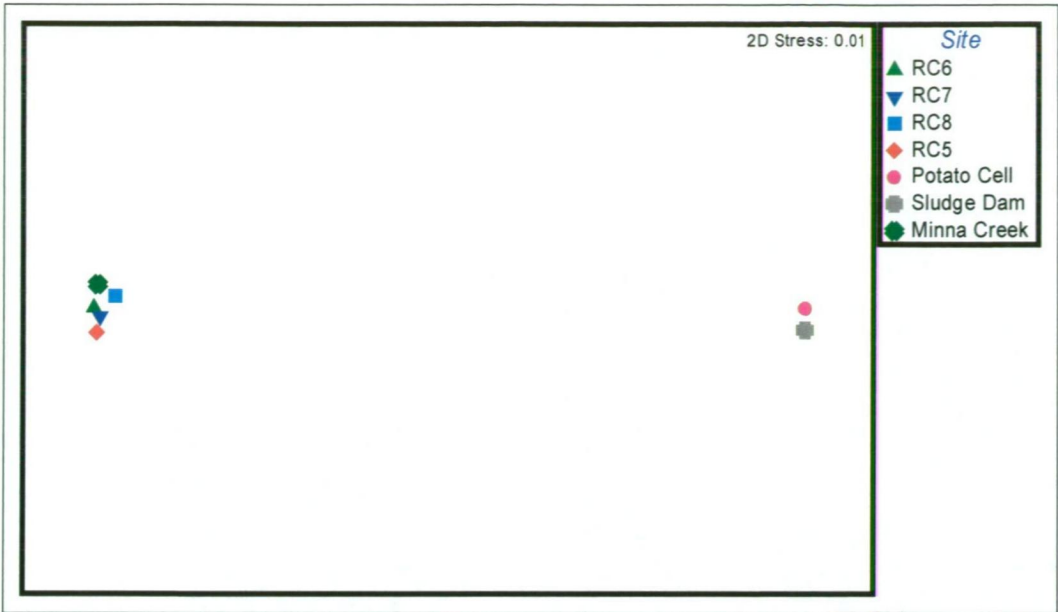 2D Stress: 0.01
Site
RC6
RC7
RC8
RC5
Potato Cell
Sludge Dam
Minna Creek